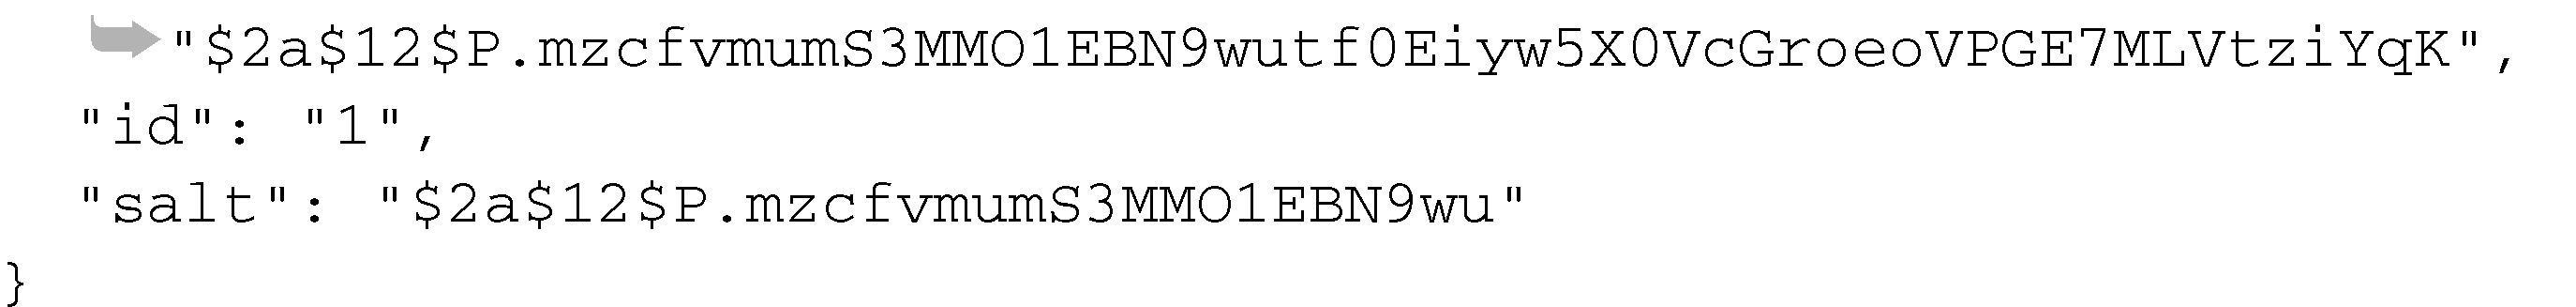 "$2a$12$P.mzcfvmumS3MMO1EBN9wutf0Eiyw5X0VcGroeoVPGE7MLVtziYqK",
"id": "1",
"salt": "$2a$12$P.mzcfvmumS3MMO1EBN9wu"
}